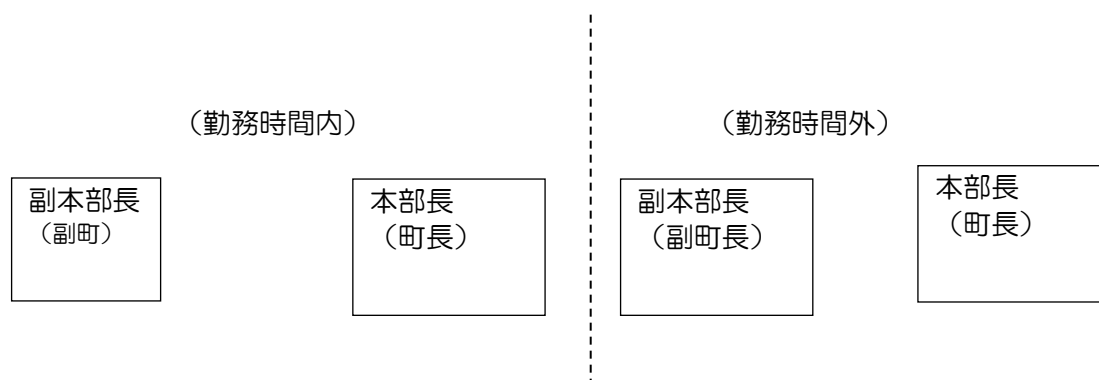 （勤務時間内）
（勤務時間外）
副本部長
（副町）
本部長
（町長）
副本部長
（副町長）
本部長
（町長）